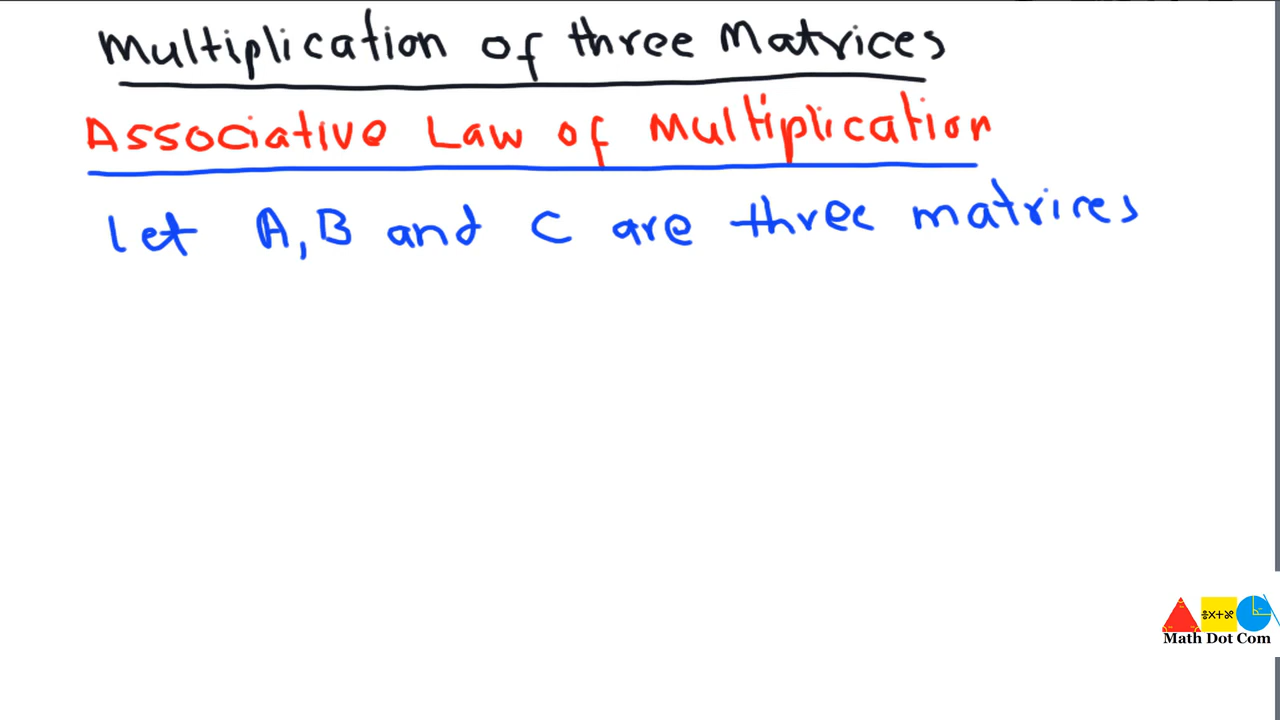 Multiplication of three Matrices
Associative Law of Multiplication
Let A, B and C are three matrices
Math Dot Com